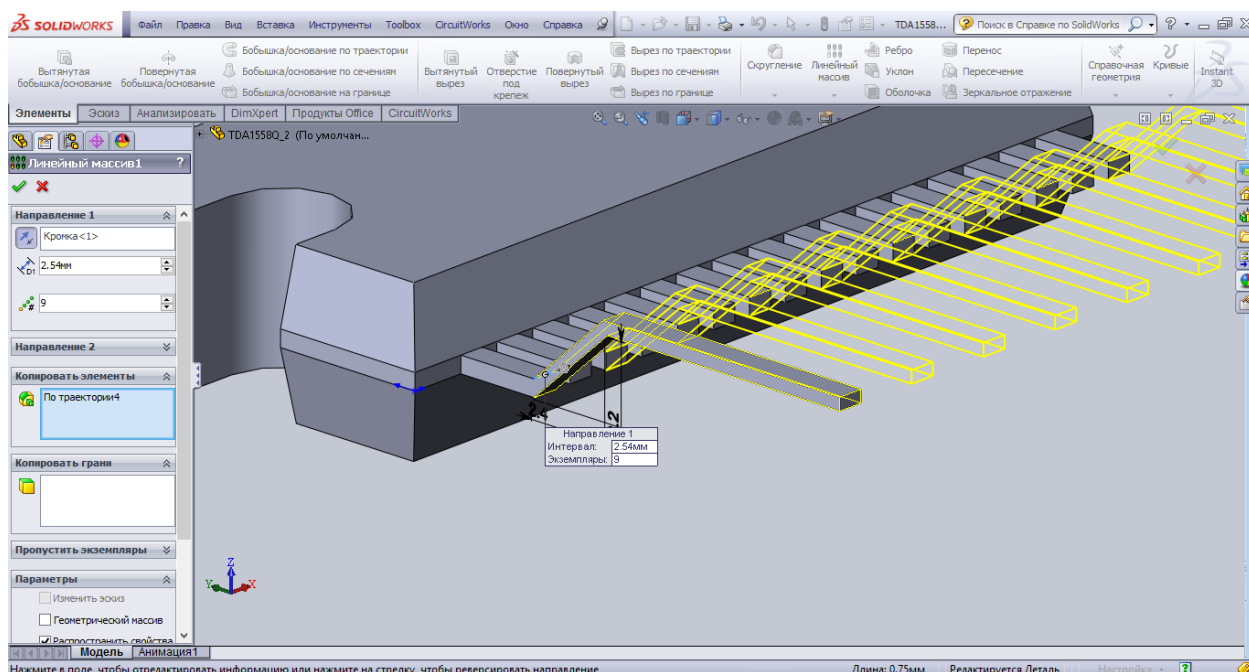 SOLIDWORKS Файл Правка Вид Вставка Инструменты Toolbox CircuitWorks Окно Справка TDA1558... Поиск в Справке по SolidWorks
Вытянутая бобышка/основание
Повернутая бобышка/основание
Бобышка/основание по траектории
Бобышка/основание по сечениям
Бобышка/основание на границе
Вытянутый вырез
Отверстие под крепеж
Повернутый вырез
Вырез по траектории
Вырез по сечениям
Вырез по границе
Скругление
Линейный массив
Ребро
Уклон
Оболочка
Перенос
Пересечение
Зеркальное отражение
Справочная геометрия
Кривые
Instant 3D
Элементы Эскиз Анализировать DimXpert Продукты Office CircuitWorks
TDA1558Q_2 (По умолчан...
Линейный массив1 ?
Направление 1
Кромка<1>
D1 2.54мм
# 9
Направление 2
Копировать элементы
По траектории4
Копировать грани
Пропустить экземпляры
Параметры
Изменить эскиз
Геометрический массив
Распространить свойства
2.4
Направление 1
Интервал: 2.54мм
Экземпляры: 9
Z
Y
X
Модель Анимация1
Нажмите в поле, чтобы отредактировать информацию или нажмите на стрелку, чтобы реверсировать направление. Длина: 0.75мм Редактируется Деталь Настройка